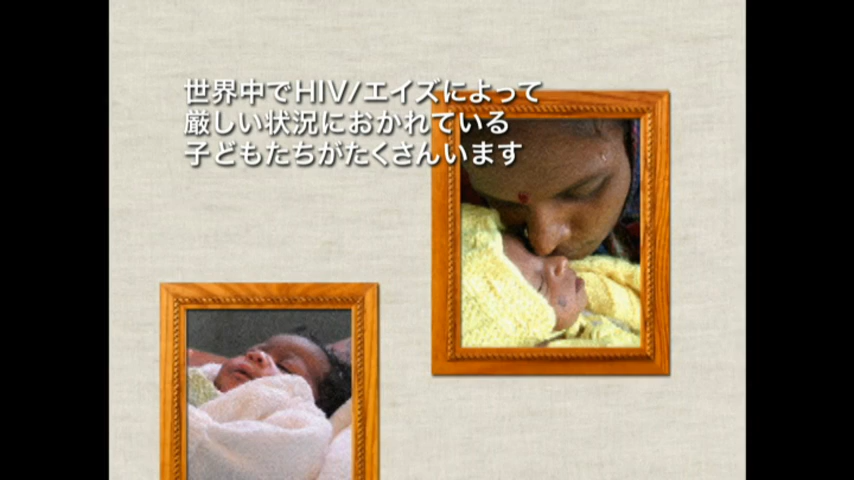 世界中でHIV/エイズによって
厳しい状況におかれている
子どもたちがたくさんいます